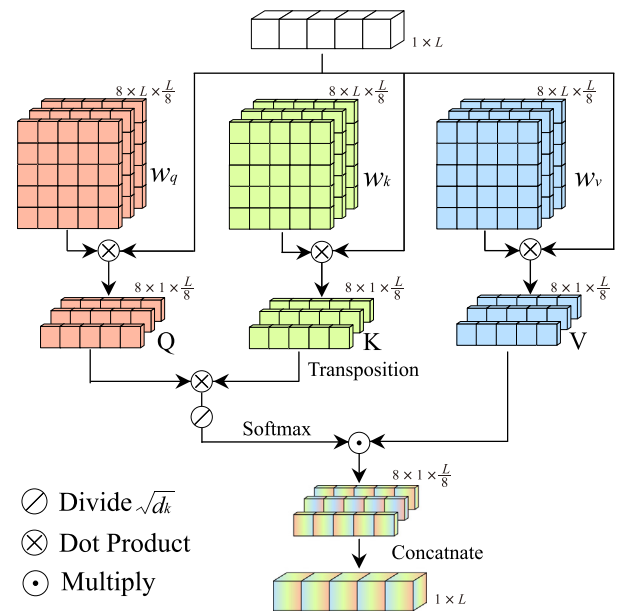 1 × L
8 × L × L/8
8 × L × L/8
8 × L × L/8
w_q
w_k
w_v
8 × 1 × L/8
8 × 1 × L/8
8 × 1 × L/8
Q
K
V
Transposition
Softmax
8 × 1 × L/8
Divide √d_k
Dot Product
Concatnate
Multiply
1 × L